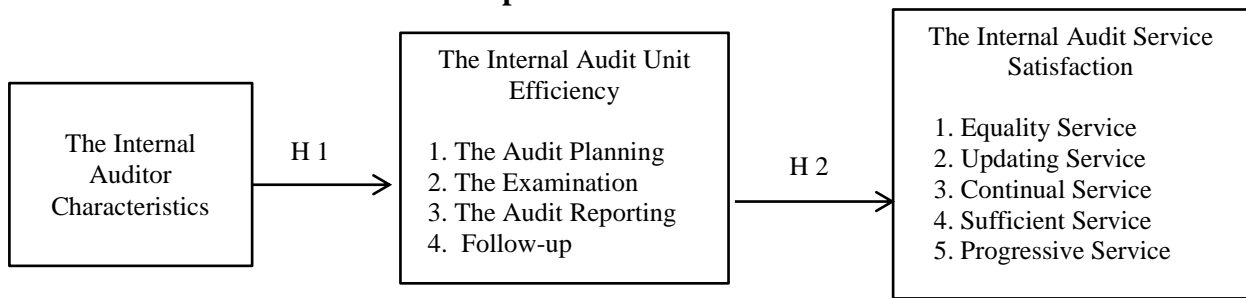 The Internal
Auditor
Characteristics
H 1
The Internal Audit Unit
Efficiency
1. The Audit Planning
2. The Examination
3. The Audit Reporting
4. Follow-up
H 2
The Internal Audit Service
Satisfaction
1. Equality Service
2. Updating Service
3. Continual Service
4. Sufficient Service
5. Progressive Service